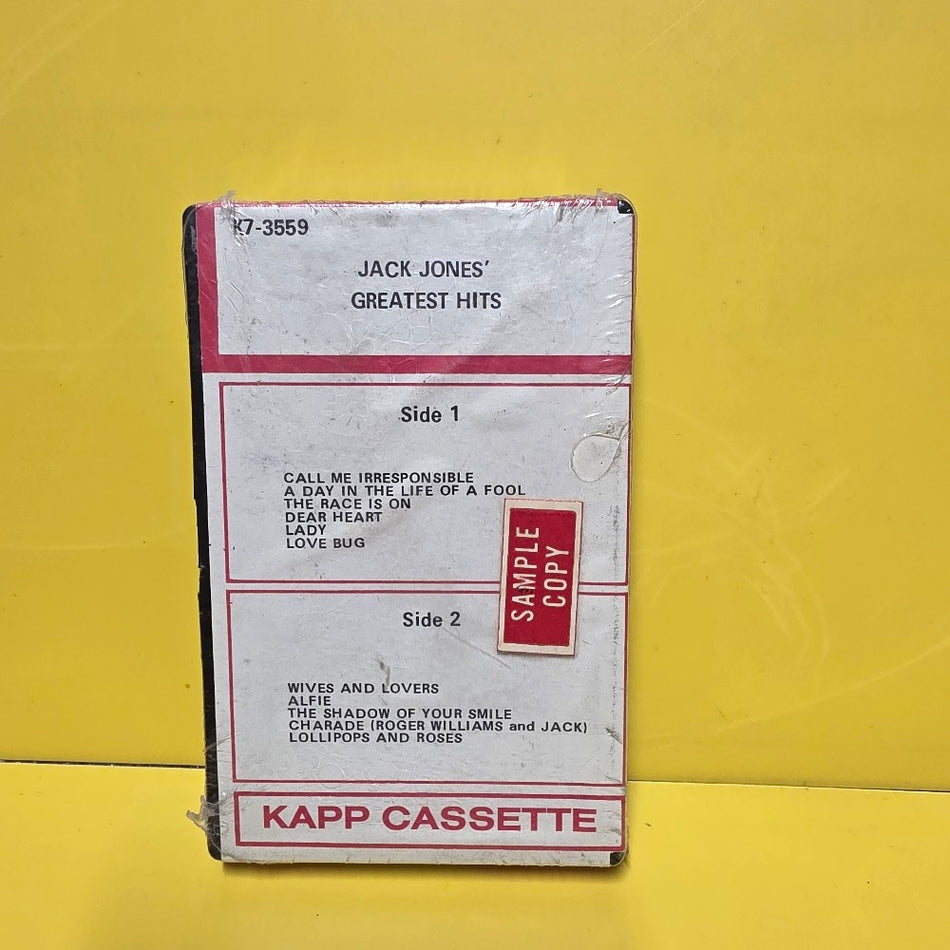 K7-3559
JACK JONES'
GREATEST HITS
Side 1
CALL ME IRRESPONSIBLE
A DAY IN THE LIFE OF A FOOL
THE RACE IS ON
DEAR HEART
LADY
LOVE BUG
SAMPLE
COPY
Side 2
WIVES AND LOVERS
ALFIE
THE SHADOW OF YOUR SMILE
CHARADE (ROGER WILLIAMS and JACK)
LOLLIPOPS AND ROSES
KAPP CASSETTE